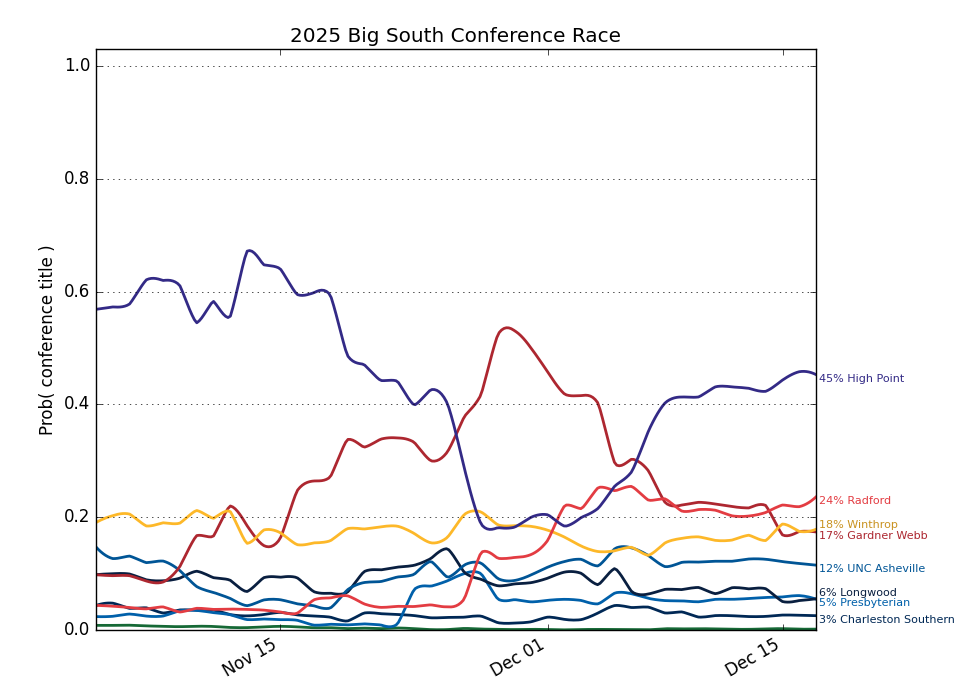 2025 Big South Conference Race
Prob( conference title )
1.0
0.8
0.6
0.4
0.2
0.0
Nov 15
Dec 01
Dec 15
45% High Point
24% Radford
18% Winthrop
17% Gardner Webb
12% UNC Asheville
6% Longwood
5% Presbyterian
3% Charleston Southern